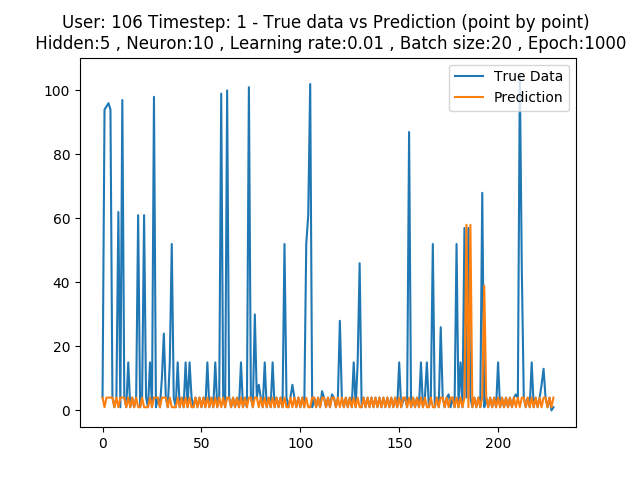 User: 106 Timestep: 1 - True data vs Prediction (point by point)
Hidden:5 , Neuron:10 , Learning rate:0.01 , Batch size:20 , Epoch:1000
True Data
Prediction
100
80
60
40
20
0
0 50 100 150 200